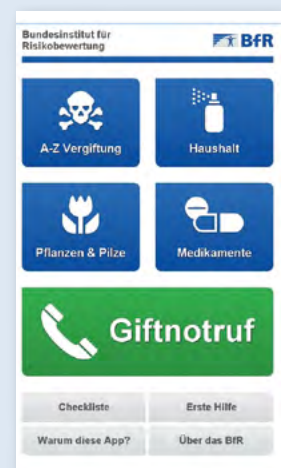 Bundesinstitut für
Risikobewertung
BfR
A-Z Vergiftung
Haushalt
Pflanzen & Pilze
Medikamente
Giftnotruf
Checkliste
Erste Hilfe
Warum diese App?
Über das BfR